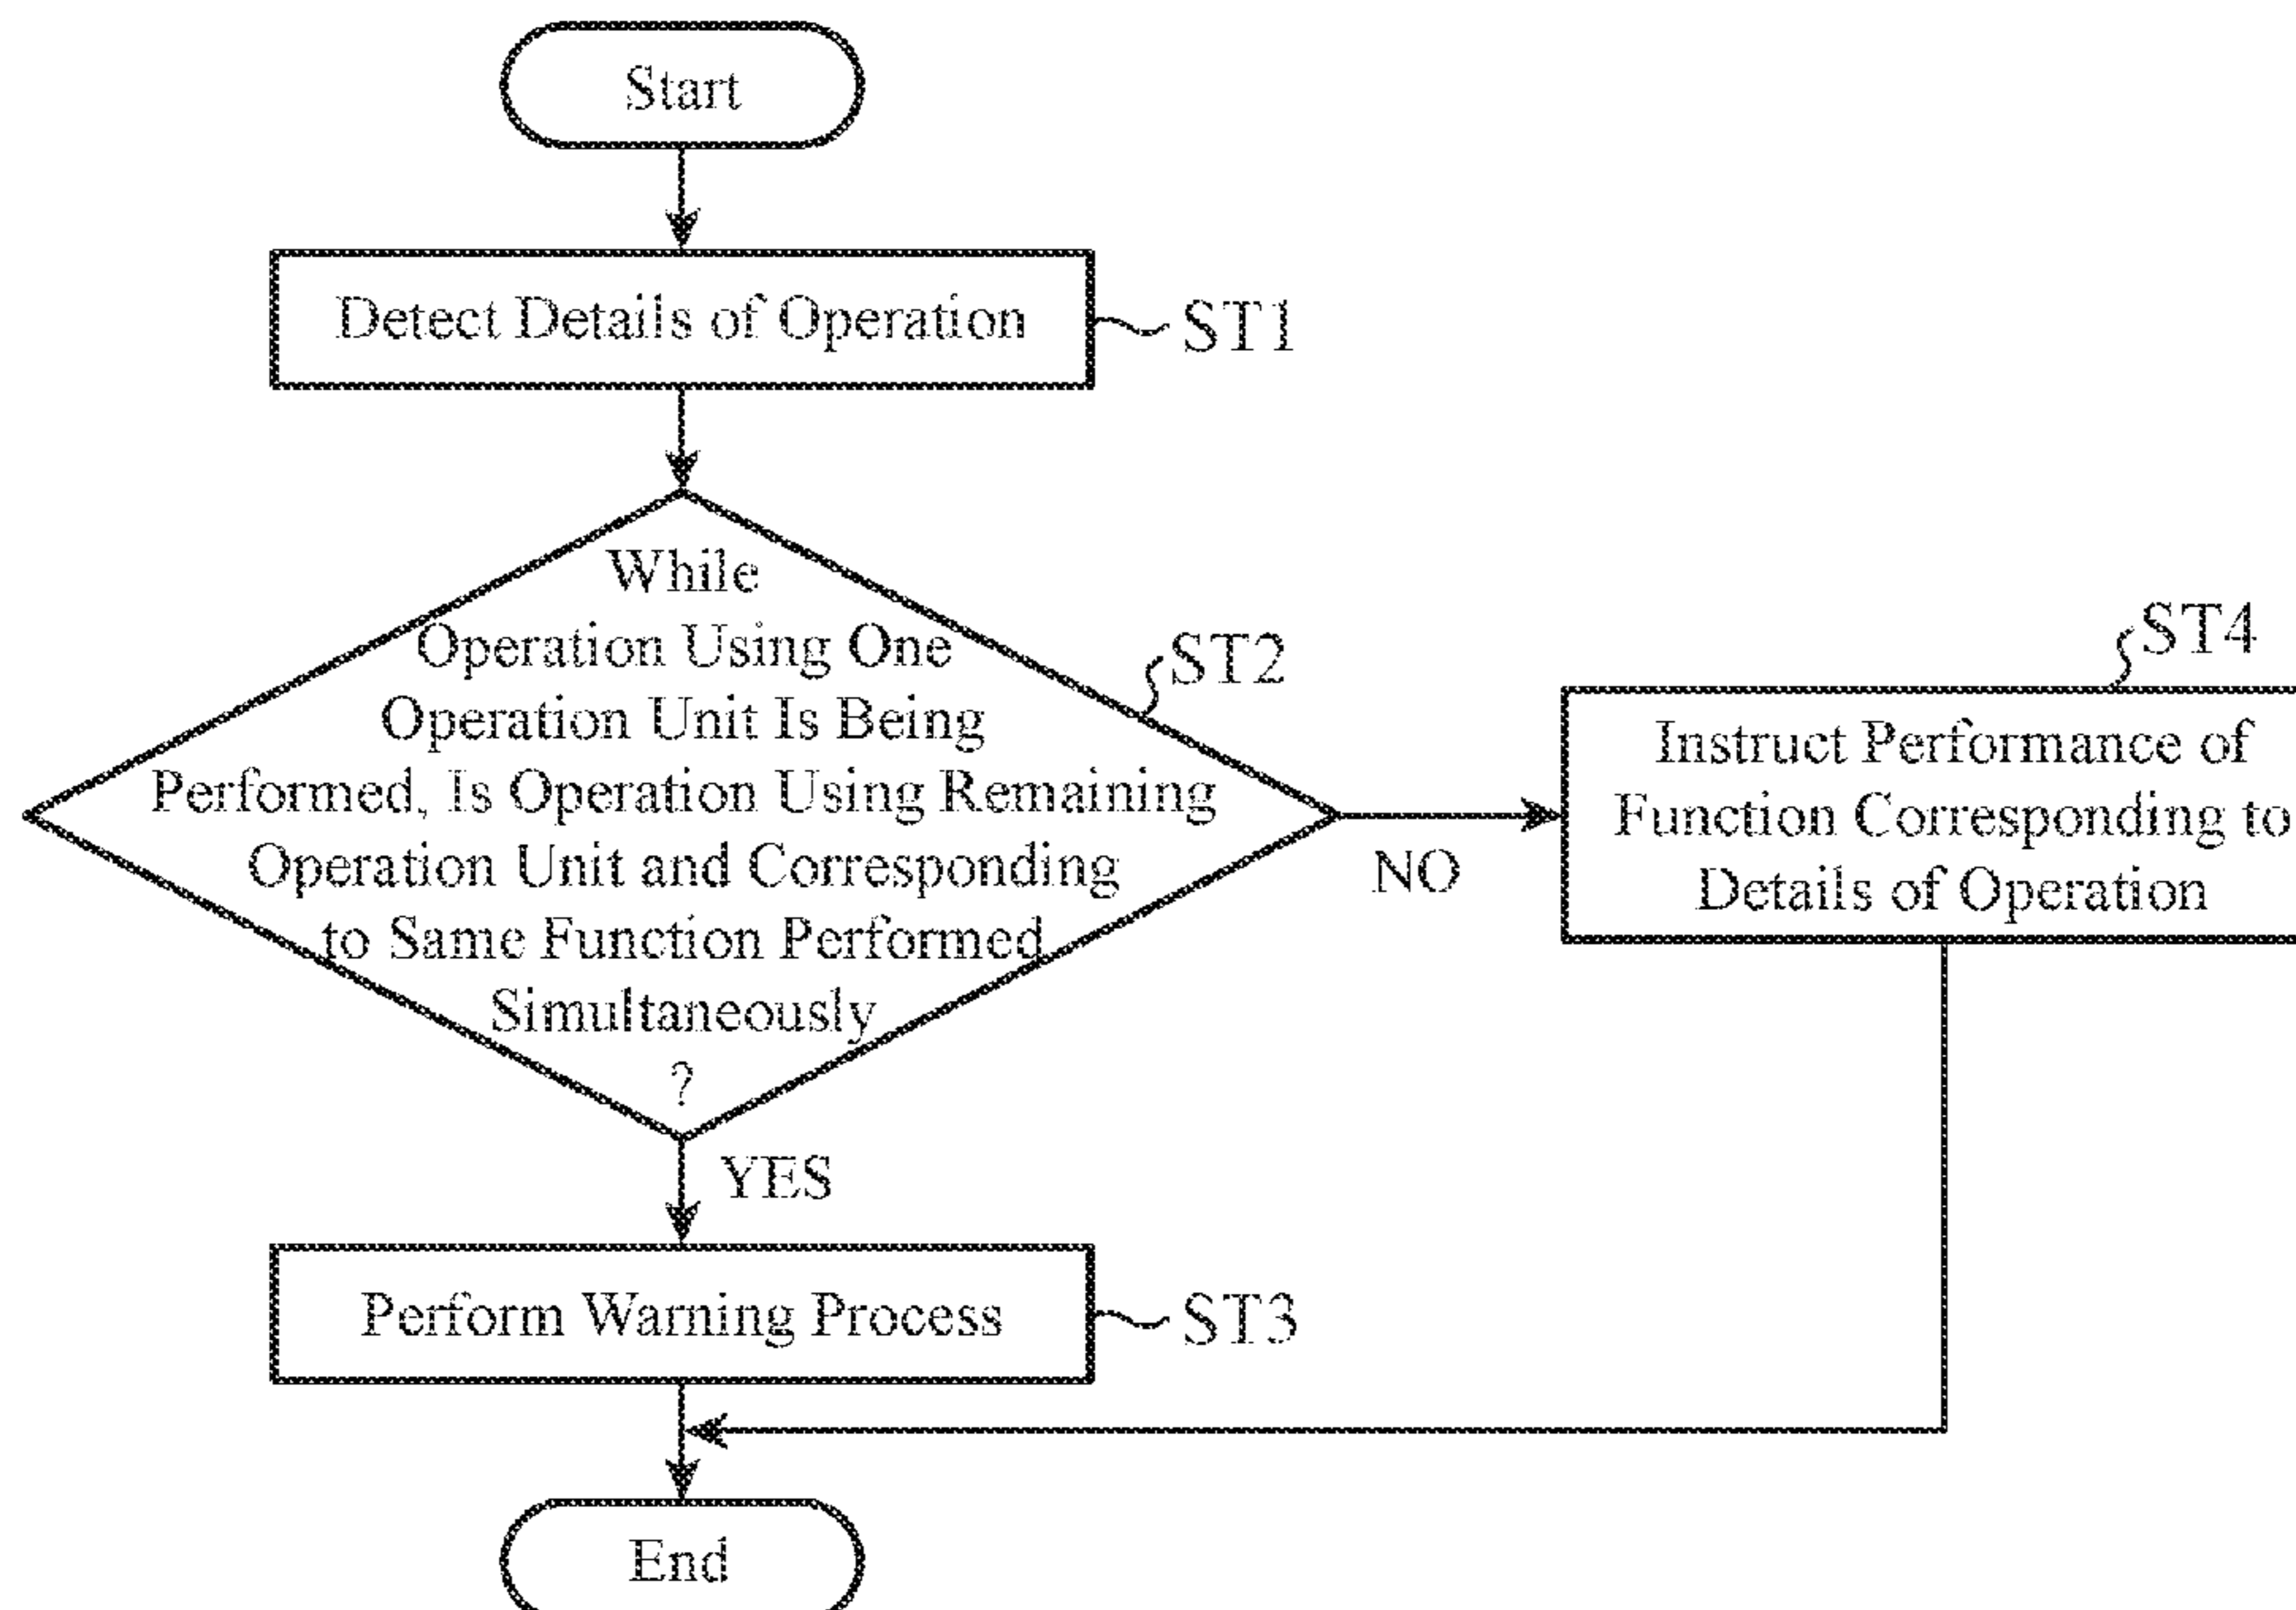 Start
Detect Details of Operation
ST1
While
Operation Using One
Operation Unit Is Being
Performed, Is Operation Using Remaining
Operation Unit and Corresponding
to Same Function Performed
Simultaneously
?
ST2
NO
ST4
Instruct Performance of
Function Corresponding to
Details of Operation
YES
Perform Warning Process
ST3
End